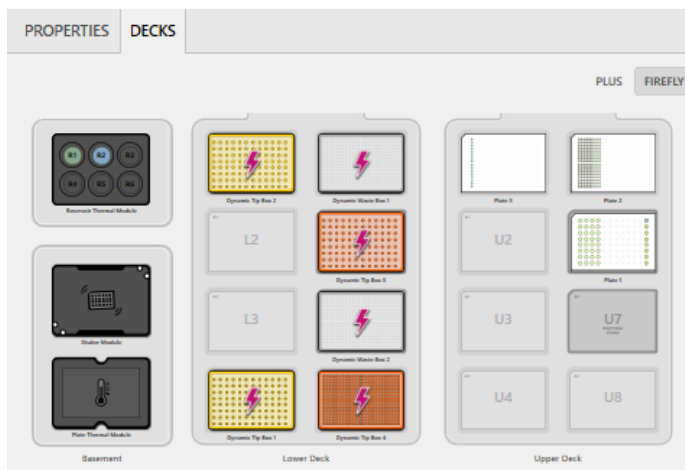 PROPERTIES DECKS
PLUS FIREFLY
R1 R2 R3
R4 R5 R6
Reservoir Thermal Module
Shaker Module
Plate Thermal Module
Basement
Dynamic Tip Box 2
Dynamic Waste Box 1
L2
Dynamic Tip Box 5
L3
Dynamic Waste Box 2
Dynamic Tip Box 1
Dynamic Tip Box 4
Lower Deck
Plate 2
U2
Plate 1
U3
U7
U4
U8
Upper Deck